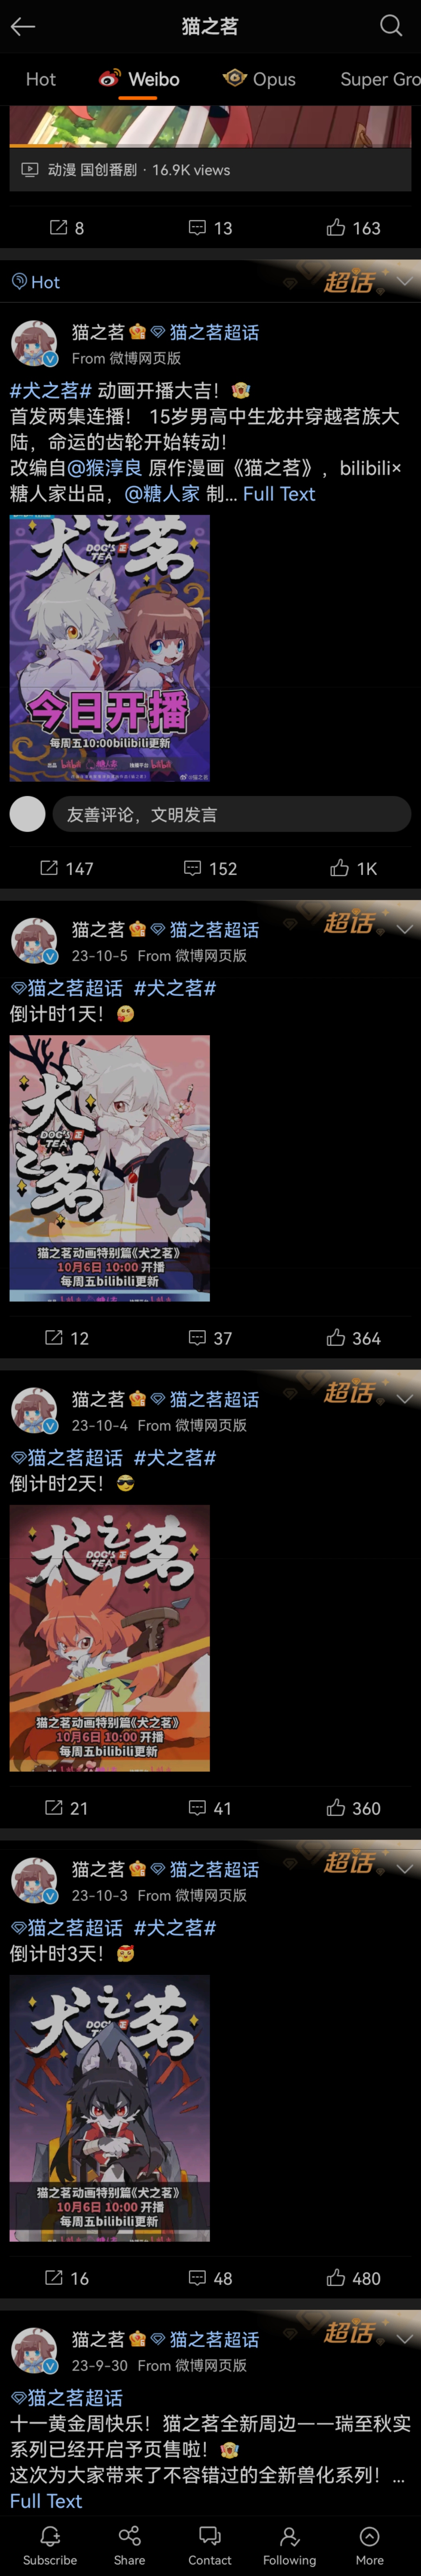 猫之茗
Hot Weibo Opus Super Gro
动漫 国创番剧 · 16.9K views
8 13 163
Hot 超话
猫之茗 猫之茗超话
From 微博网页版
#犬之茗# 动画开播大吉！
首发两集连播！ 15岁男高中生龙井穿越茗族大
陆，命运的齿轮开始转动！
改编自@猴淳良 原作漫画《猫之茗》，bilibili×
糖人家出品，@糖人家 制... Full Text
犬之茗
DOG'S TEA
今日开播
每周五10:00bilibili更新
@猫之茗
友善评论，文明发言
147 152 1K
猫之茗 猫之茗超话 超话
23-10-5 From 微博网页版
猫之茗超话 #犬之茗#
倒计时1天！
犬之茗
DOG'S TEA
猫之茗动画特别篇《犬之茗》
10月6日 10:00 开播
每周五bilibili更新
12 37 364
猫之茗 猫之茗超话 超话
23-10-4 From 微博网页版
猫之茗超话 #犬之茗#
倒计时2天！
犬之茗
DOG'S TEA
猫之茗动画特别篇《犬之茗》
10月6日 10:00 开播
每周五bilibili更新
21 41 360
猫之茗 猫之茗超话 超话
23-10-3 From 微博网页版
猫之茗超话 #犬之茗#
倒计时3天！
犬之茗
猫之茗动画特别篇《犬之茗》
10月6日 10:00 开播
每周五bilibili更新
16 48 480
猫之茗 猫之茗超话 超话
23-9-30 From 微博网页版
猫之茗超话
十一黄金周快乐！猫之茗全新周边——瑞至秋实
系列已经开启予页售啦！
这次为大家带来了不容错过的全新兽化系列！...
Full Text
Subscribe Share Contact Following More